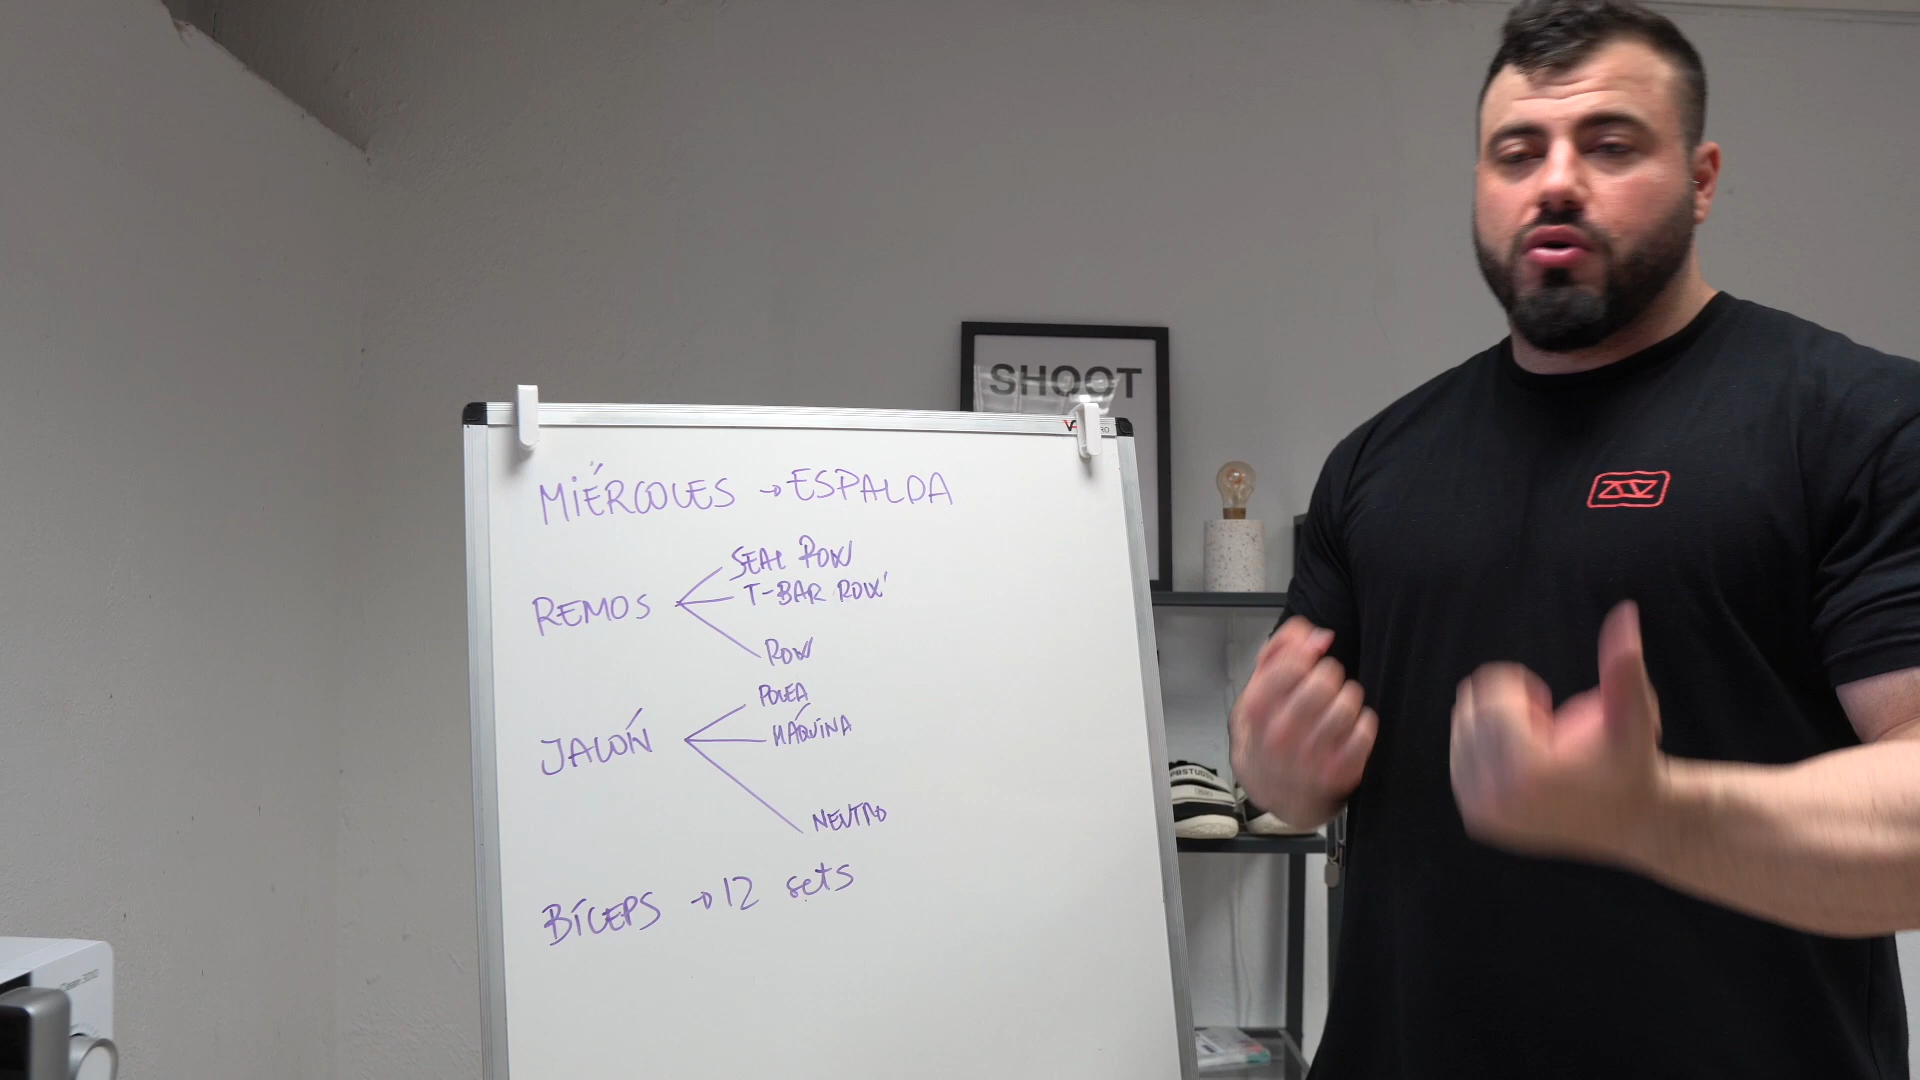 SHOOT
MIÉRCOLES → ESPALDA
SEAL ROW
REMOS
T-BAR ROW
ROW
POLEA
JALÓN
MÁQUINA
NEUTRO
BÍCEPS → 12 sets